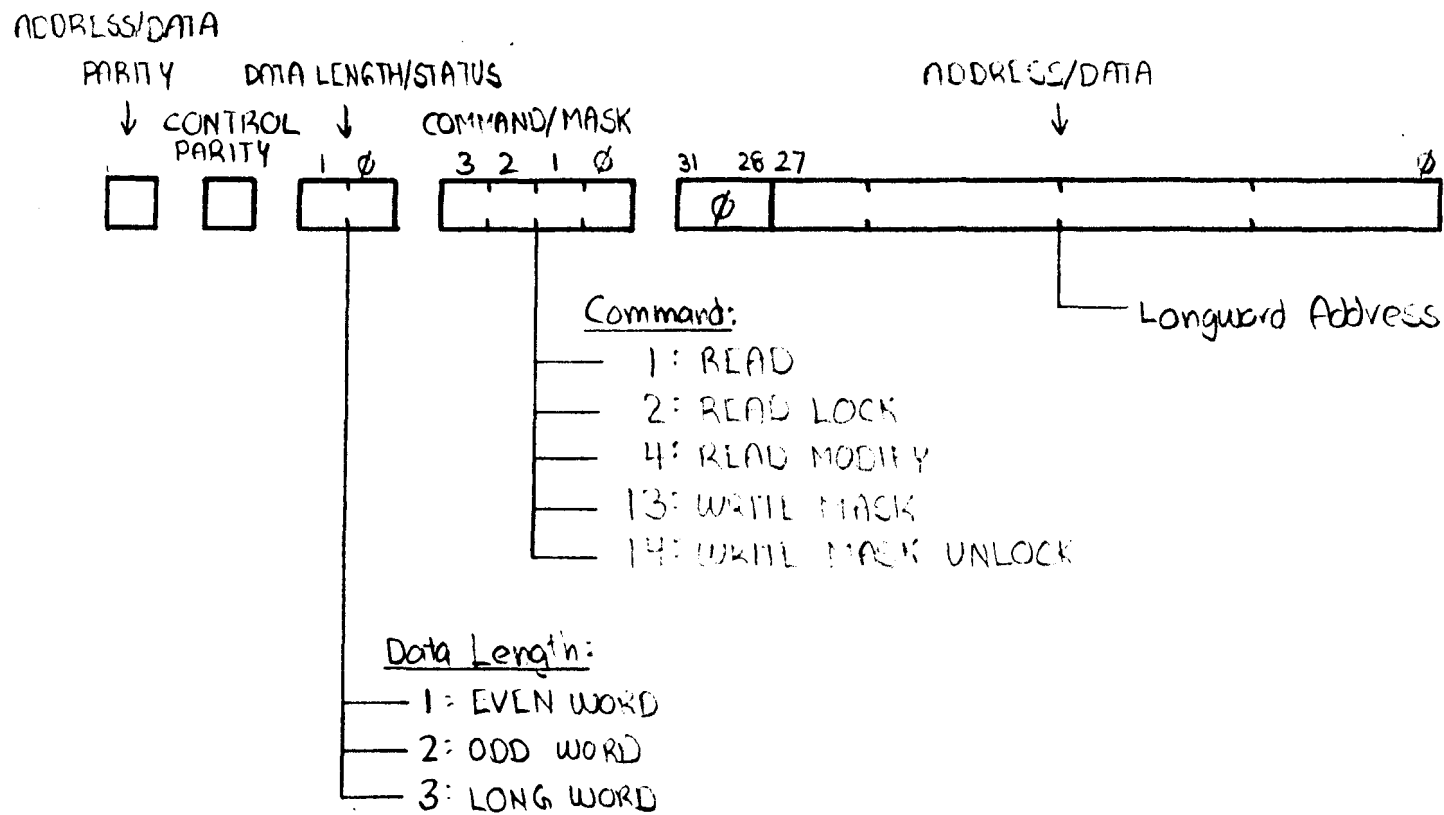 ADDRESS/DATA
PARITY DATA LENGTH/STATUS ADDRESS/DATA
↓ CONTROL ↓ COMMAND/MASK ↓
PARITY 1 Ø 3 2 1 Ø 31 28 27 Ø
Ø
Command: Longword Address
1: READ
2: READ LOCK
4: READ MODIFY
13: WRITE MASK
14: WRITE MASK UNLOCK
Data Length:
1: EVEN WORD
2: ODD WORD
3: LONG WORD